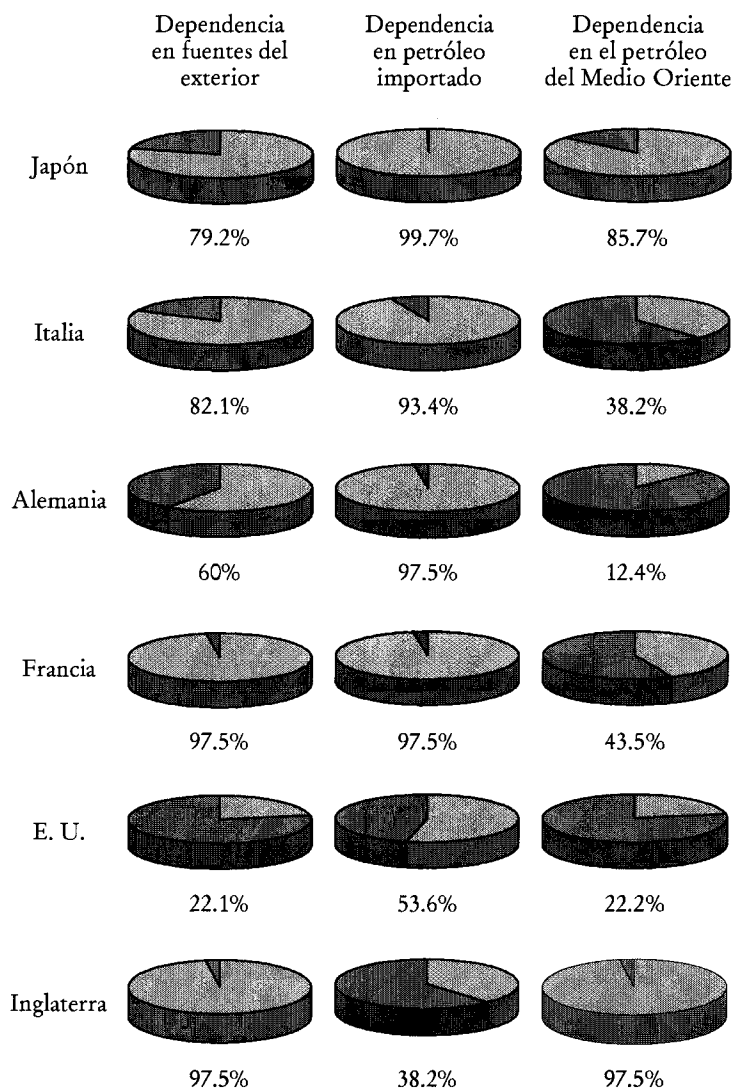 Dependencia
en fuentes del
exterior
Dependencia
en petróleo
importado
Dependencia
en el petróleo
del Medio Oriente
Japón
79.2%
99.7%
85.7%
Italia
82.1%
93.4%
38.2%
Alemania
60%
97.5%
12.4%
Francia
97.5%
97.5%
43.5%
E. U.
22.1%
53.6%
22.2%
Inglaterra
97.5%
38.2%
97.5%